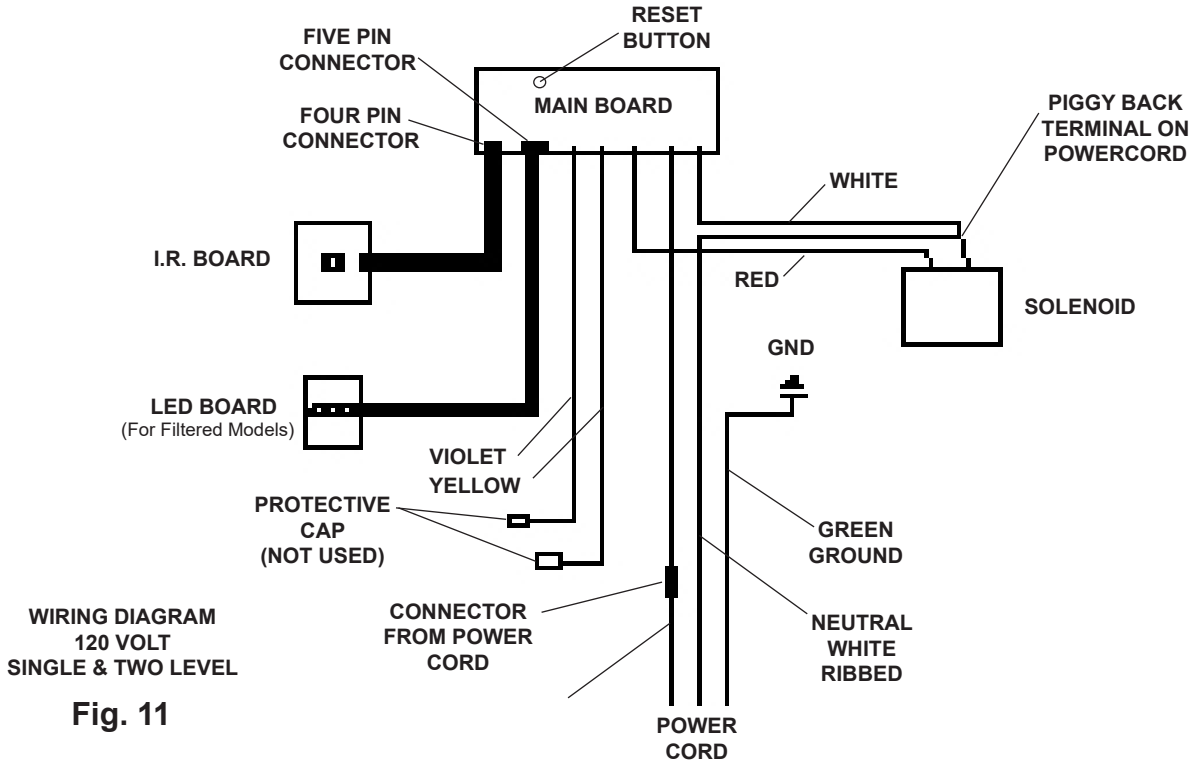 RESET
BUTTON
FIVE PIN
CONNECTOR
MAIN BOARD
FOUR PIN
CONNECTOR
PIGGY BACK
TERMINAL ON
POWERCORD
WHITE
I.R. BOARD
RED
SOLENOID
GND
LED BOARD
(For Filtered Models)
VIOLET
YELLOW
PROTECTIVE
CAP
(NOT USED)
GREEN
GROUND
CONNECTOR
FROM POWER
CORD
NEUTRAL
WHITE
RIBBED
WIRING DIAGRAM
120 VOLT
SINGLE & TWO LEVEL
Fig. 11
POWER
CORD